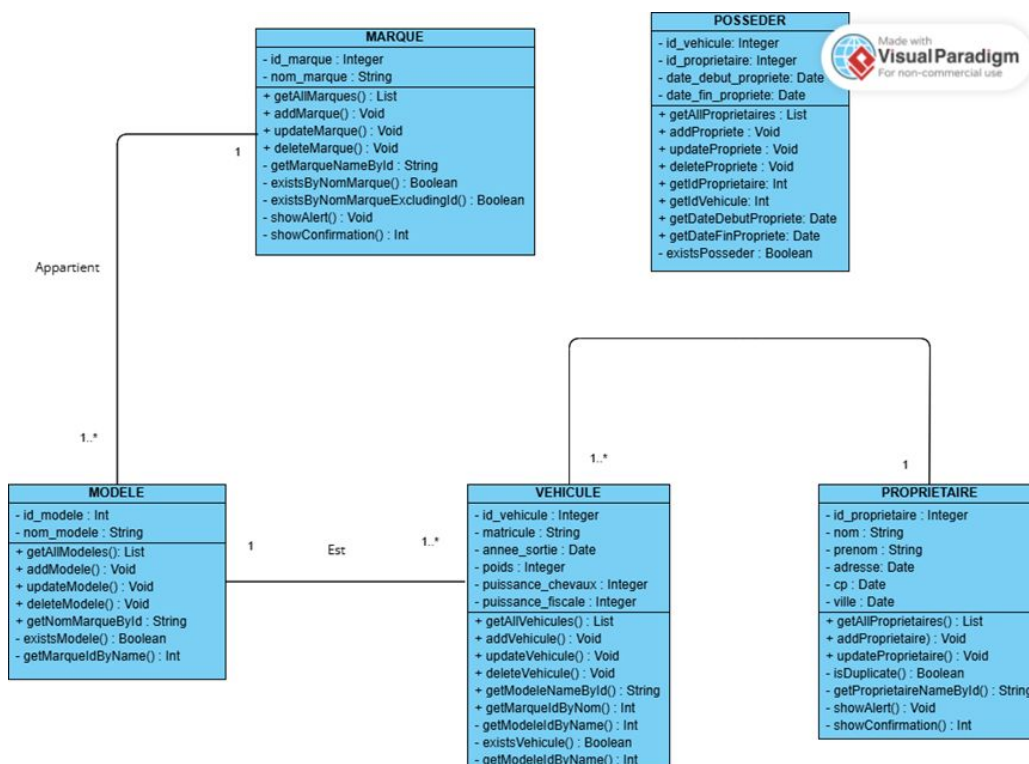 MARQUE
- id_marque : Integer
- nom_marque : String
+ getAllMarques() : List
+ addMarque() : Void
+ updateMarque() : Void
+ deleteMarque() : Void
- getMarqueNameById : String
- existsByNomMarque() : Boolean
- existsByNomMarqueExcludingId() : Boolean
- showAlert() : Void
- showConfirmation() : Int
POSSEDER
- id_vehicule: Integer
- id_proprietaire: Integer
- date_debut_propriete: Date
- date_fin_propriete: Date
+ getAllProprietaires : List
+ addPropriete : Void
+ updatePropriete : Void
+ deletePropriete : Void
+ getIdProprietaire: Int
+ getIdVehicule: Int
+ getDateDebutPropriete: Date
+ getDateFinPropriete: Date
- existsPosseder : Boolean
Made with
Visual Paradigm
For non-commercial use
1
Appartient
1..*
1..*
1
MODELE
- id_modele : Int
- nom_modele : String
+ getAllModeles(): List
+ addModele() : Void
+ updateModele() : Void
+ deleteModele() : Void
+ getNomMarqueById : String
- existsModele() : Boolean
- getMarqueIdByName() : Int
1
Est
1..*
VEHICULE
- id_vehicule : Integer
- matricule : String
- annee_sortie : Date
- poids : Integer
- puissance_chevaux : Integer
- puissance_fiscale : Integer
+ getAllVehicules() : List
+ addVehicule() : Void
+ updateVehicule() : Void
+ deleteVehicule() : Void
+ getModeleNameById() : String
+ getMarqueIdByNom() : Int
- getModeleIdByName() : Int
- existsVehicule() : Boolean
- getModeleIdByName() : Int
PROPRIETAIRE
- id_proprietaire : Integer
- nom : String
- prenom : String
- adresse: Date
- cp : Date
- ville : Date
+ getAllProprietaires() : List
+ addProprietaire) : Void
+ updateProprietaire() : Void
- isDuplicate() : Boolean
- getProprietaireNameById() : String
- showAlert() : Void
- showConfirmation() : Int